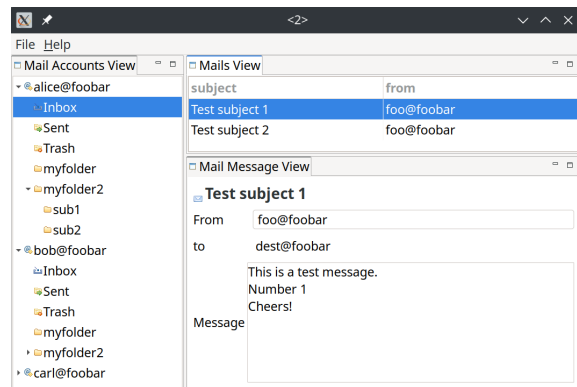 <2>
File Help
Mail Accounts View
alice@foobar
Inbox
Sent
Trash
myfolder
myfolder2
sub1
sub2
bob@foobar
Inbox
Sent
Trash
myfolder
myfolder2
carl@foobar
Mails View
subject from
Test subject 1 foo@foobar
Test subject 2 foo@foobar
Mail Message View
Test subject 1
From foo@foobar
to dest@foobar
Message
This is a test message.
Number 1
Cheers!